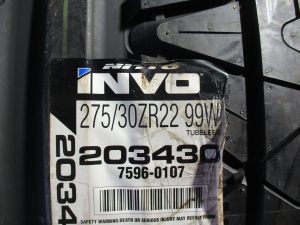 NITTO
INVO
275/30ZR22 99W
TUBELESS
203430
7596-0107
SAFETY WARNING DEATH OR SERIOUS INJURY MAY RESULT FROM
2034